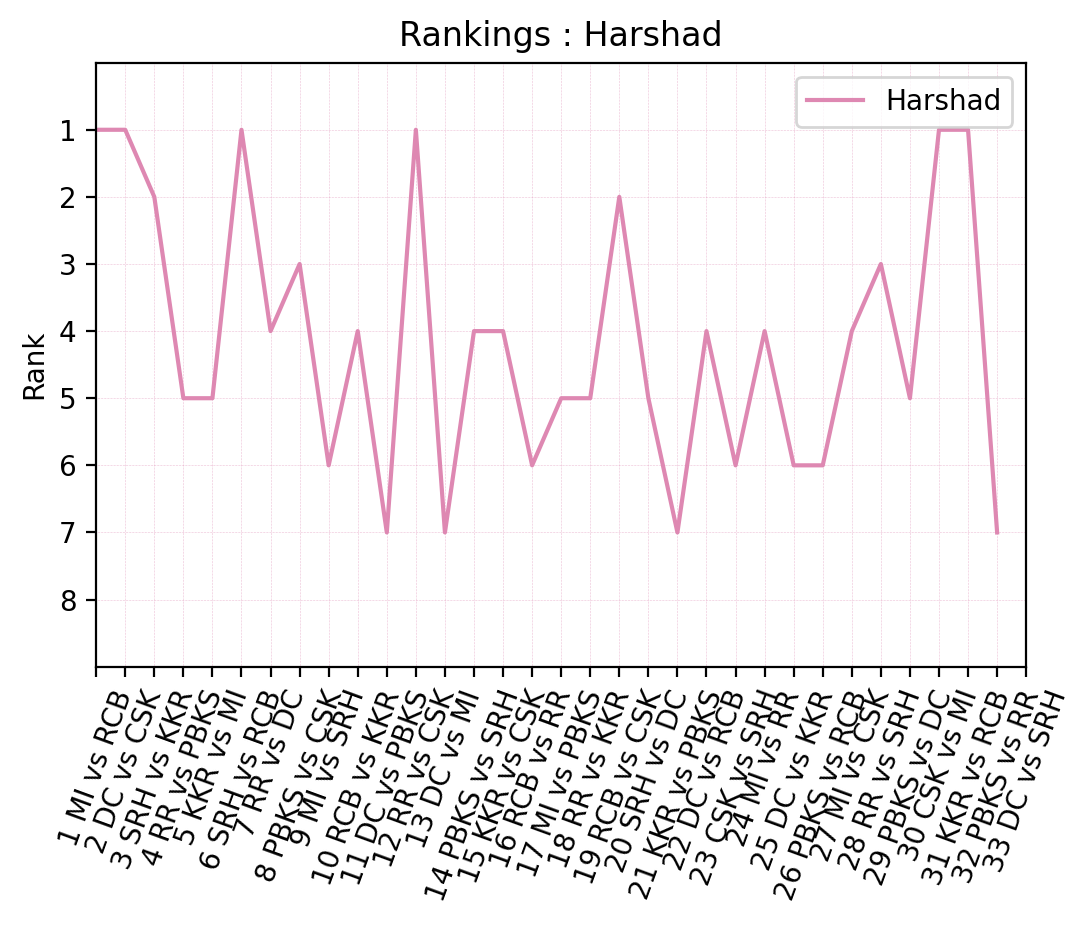 Rankings : Harshad
Harshad
Rank
1
2
3
4
5
6
7
8
1 MI vs RCB
2 DC vs CSK
3 SRH vs KKR
4 RR vs PBKS
5 KKR vs MI
6 SRH vs RCB
7 RR vs DC
8 PBKS vs CSK
9 MI vs SRH
10 RCB vs KKR
11 DC vs PBKS
12 RR vs CSK
13 DC vs MI
14 PBKS vs SRH
15 KKR vs CSK
16 RCB vs RR
17 MI vs PBKS
18 RR vs KKR
19 RCB vs CSK
20 SRH vs DC
21 KKR vs PBKS
22 DC vs RCB
23 CSK vs SRH
24 MI vs RR
25 DC vs KKR
26 PBKS vs RCB
27 MI vs CSK
28 RR vs SRH
29 PBKS vs DC
30 CSK vs MI
31 KKR vs RCB
32 PBKS vs RR
33 DC vs SRH